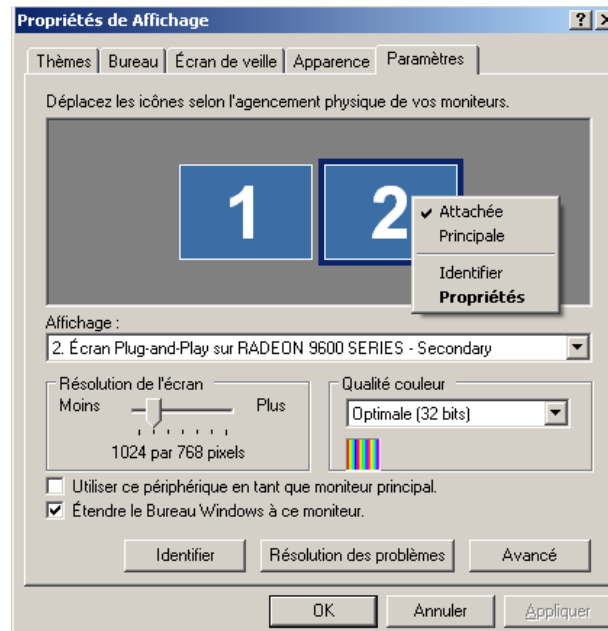 Propriétés de Affichage
Thèmes Bureau Écran de veille Apparence Paramètres
Déplacez les icônes selon l'agencement physique de vos moniteurs.
1 2
Attachée
Principale
Identifier
Propriétés
Affichage :
2. Écran Plug-and-Play sur RADEON 9600 SERIES - Secondary
Résolution de l'écran
Moins Plus
1024 par 768 pixels
Qualité couleur
Optimale (32 bits)
Utiliser ce périphérique en tant que moniteur principal.
Étendre le Bureau Windows à ce moniteur.
Identifier Résolution des problèmes Avancé
OK Annuler Appliquer